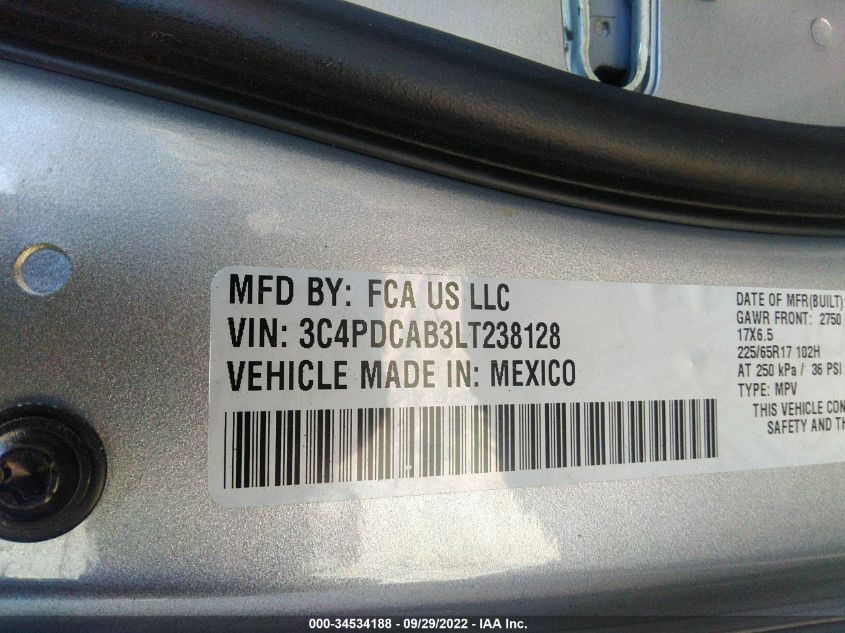 MFD BY: FCA US LLC
VIN: 3C4PDCAB3LT238128
VEHICLE MADE IN: MEXICO
DATE OF MFR(BUILT):
GAWR FRONT: 2750
17X6.5
225/65R17 102H
AT 250 kPa / 36 PSI
TYPE: MPV
THIS VEHICLE CON
SAFETY AND TH
000-34534188 - 09/29/2022 - IAA Inc.